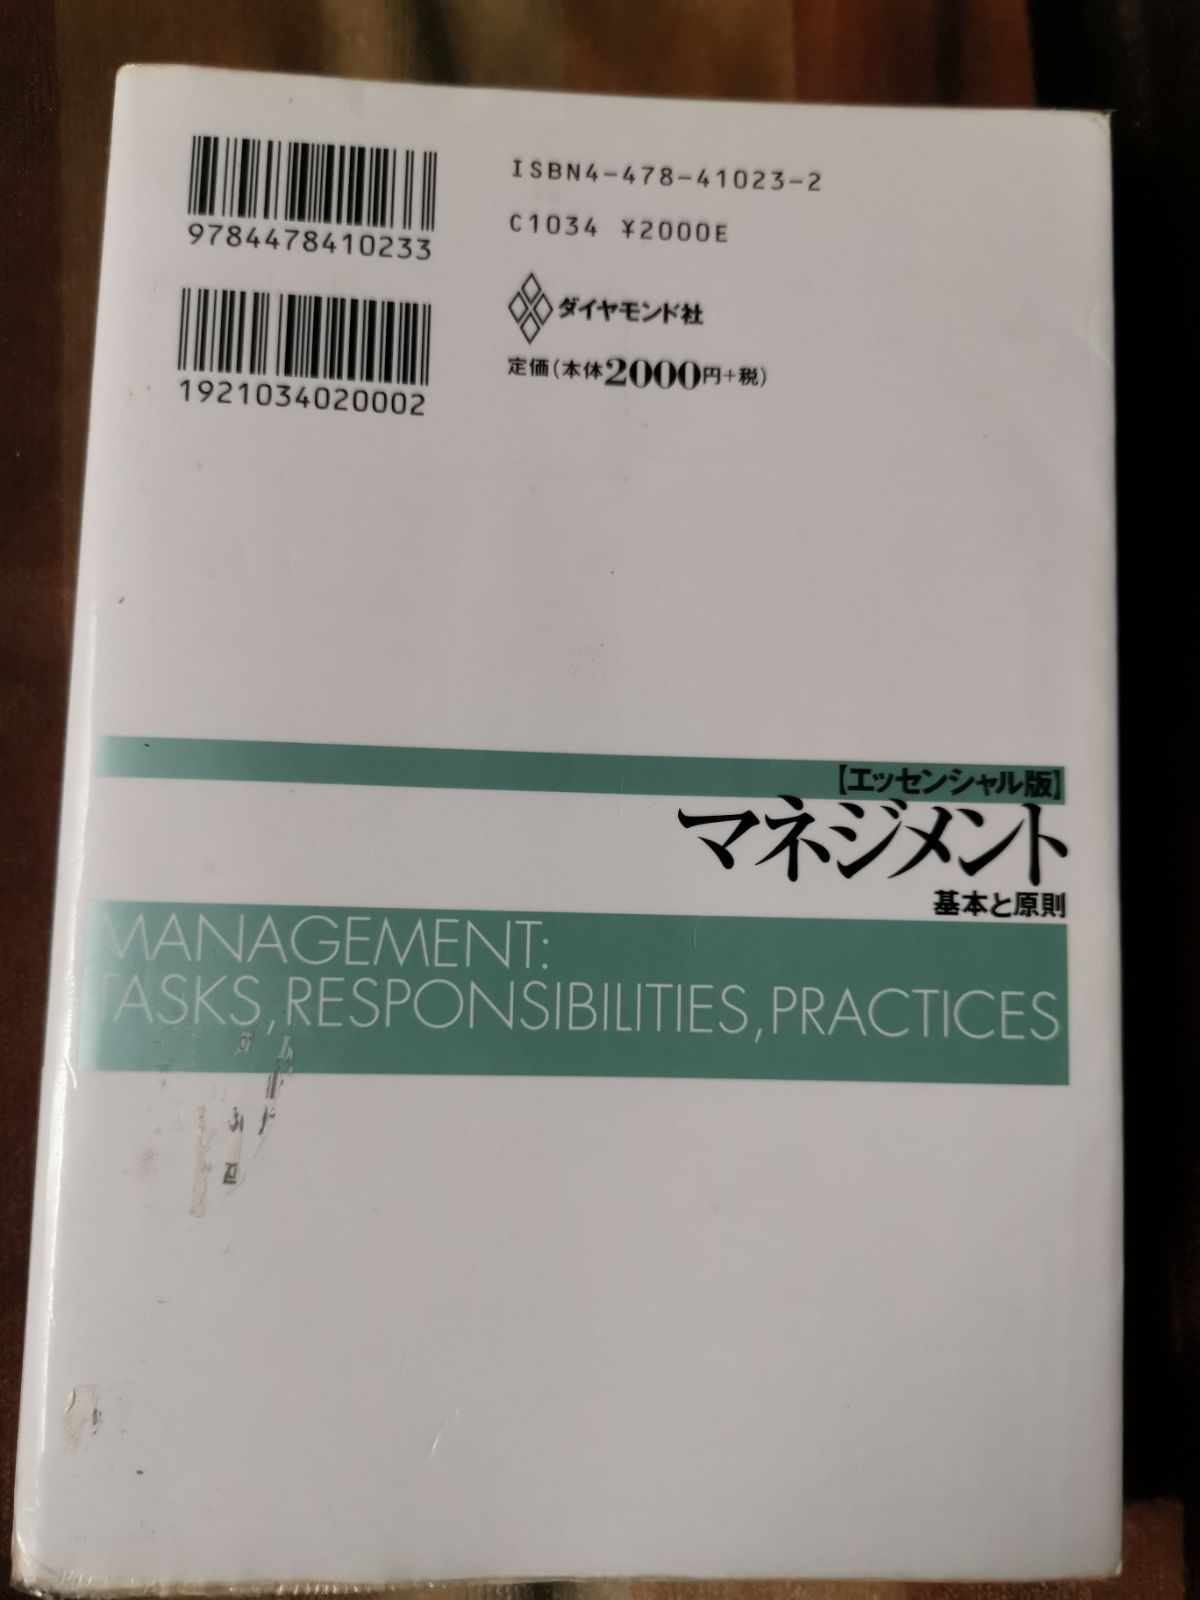 9784478410233
1921034020002
ISBN4-478-41023-2
C1034 ¥2000E
ダイヤモンド社
定価(本体2000円+税)
【エッセンシャル版】
マネジメント
基本と原則
MANAGEMENT:
TASKS,RESPONSIBILITIES,PRACTICES